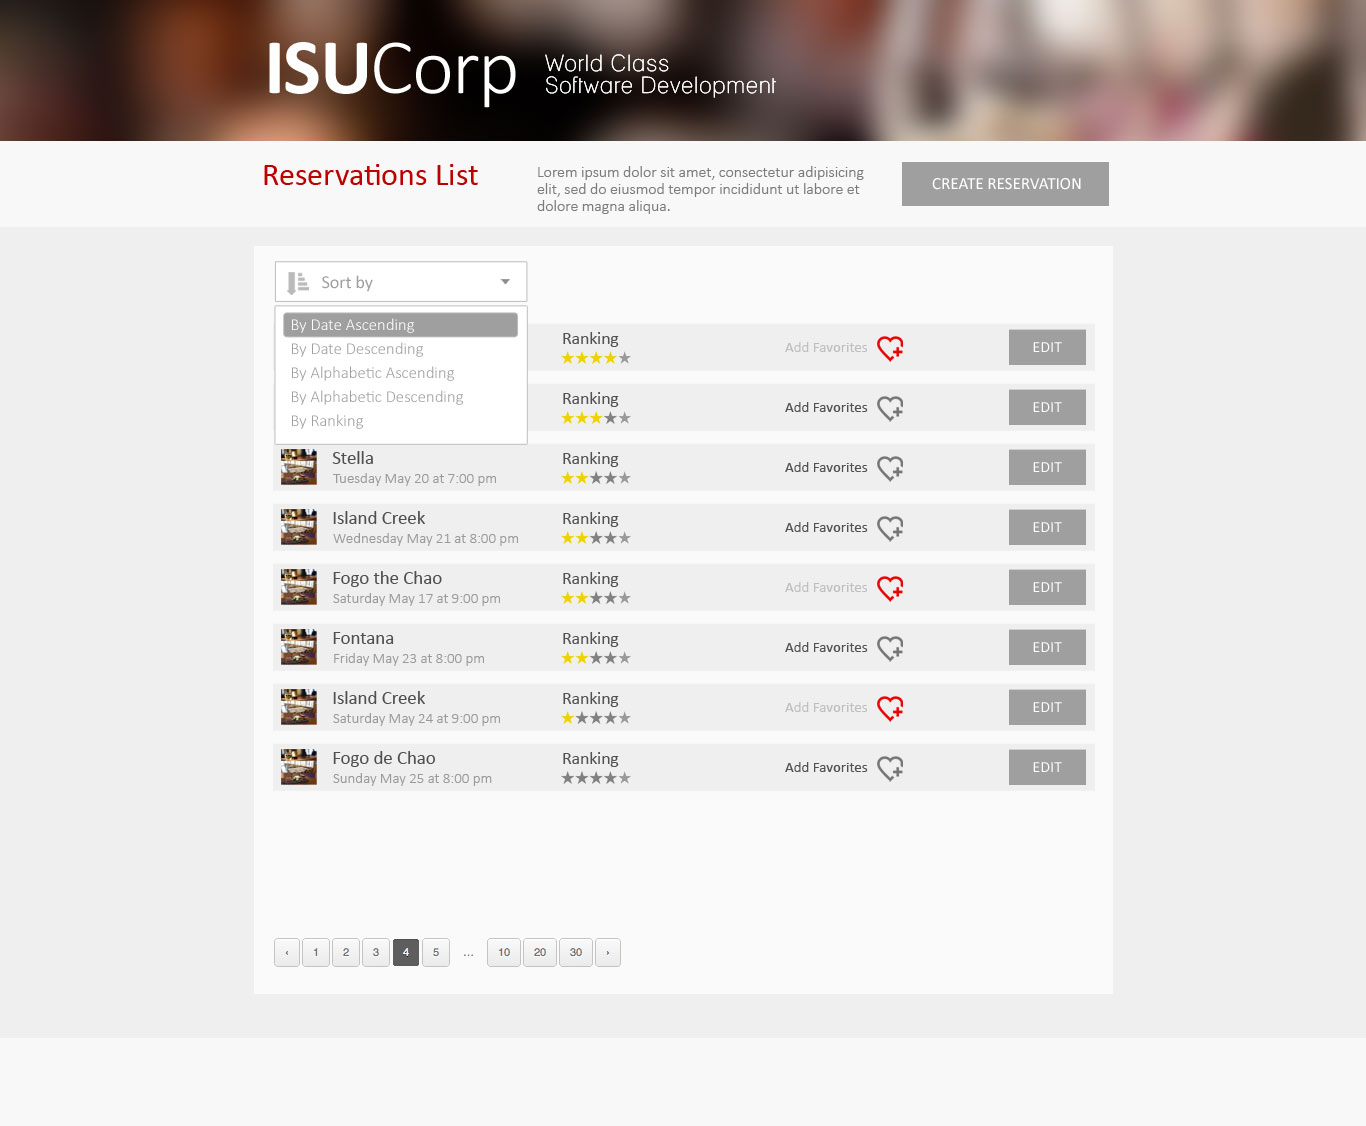 ISUCorp
World Class
Software Development
Reservations List
Lorem ipsum dolor sit amet, consectetur adipisicing
elit, sed do eiusmod tempor incididunt ut labore et
dolore magna aliqua.
CREATE RESERVATION
Sort by
By Date Ascending
By Date Descending
By Alphabetic Ascending
By Alphabetic Descending
By Ranking
Ranking
Add Favorites
EDIT
Ranking
Add Favorites
EDIT
Stella
Tuesday May 20 at 7:00 pm
Ranking
Add Favorites
EDIT
Island Creek
Wednesday May 21 at 8:00 pm
Ranking
Add Favorites
EDIT
Fogo the Chao
Saturday May 17 at 9:00 pm
Ranking
Add Favorites
EDIT
Fontana
Friday May 23 at 8:00 pm
Ranking
Add Favorites
EDIT
Island Creek
Saturday May 24 at 9:00 pm
Ranking
Add Favorites
EDIT
Fogo de Chao
Sunday May 25 at 8:00 pm
Ranking
Add Favorites
EDIT
‹ 1 2 3 4 5 ... 10 20 30 ›